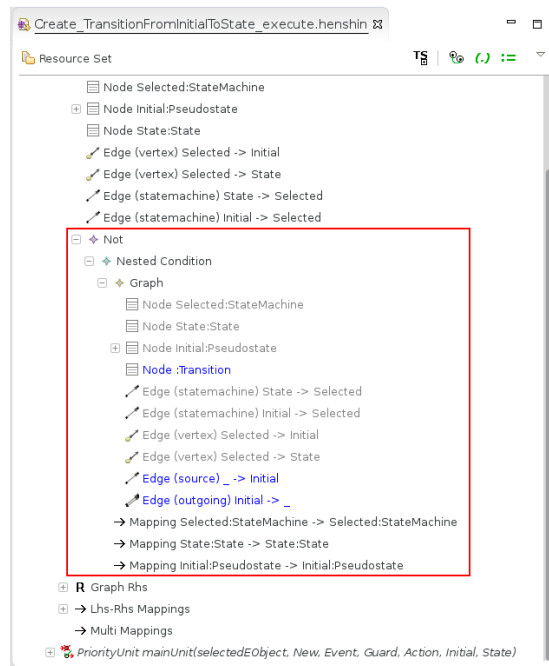 Create_TransitionFromInitialToState_execute.henshin
Resource Set
TS
(.) :=
Node Selected:StateMachine
Node Initial:Pseudostate
Node State:State
Edge (vertex) Selected -> Initial
Edge (vertex) Selected -> State
Edge (statemachine) State -> Selected
Edge (statemachine) Initial -> Selected
Not
Nested Condition
Graph
Node Selected:StateMachine
Node State:State
Node Initial:Pseudostate
Node :Transition
Edge (statemachine) State -> Selected
Edge (statemachine) Initial -> Selected
Edge (vertex) Selected -> Initial
Edge (vertex) Selected -> State
Edge (source) _ -> Initial
Edge (outgoing) Initial -> _
Mapping Selected:StateMachine -> Selected:StateMachine
Mapping State:State -> State:State
Mapping Initial:Pseudostate -> Initial:Pseudostate
R Graph Rhs
Lhs-Rhs Mappings
Multi Mappings
PriorityUnit mainUnit(selectedEObject, New, Event, Guard, Action, Initial, State)